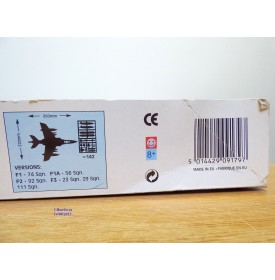 =142
VERSIONS:
F1 - 74 Sqn. F1A - 56 Sqn.
F2 - 92 Sqn. F3 - 23 Sqn. 29 Sqn.
111 Sqn.
CE
8+
5 014429 091797
MADE IN EU • FABRIQUE EN EU